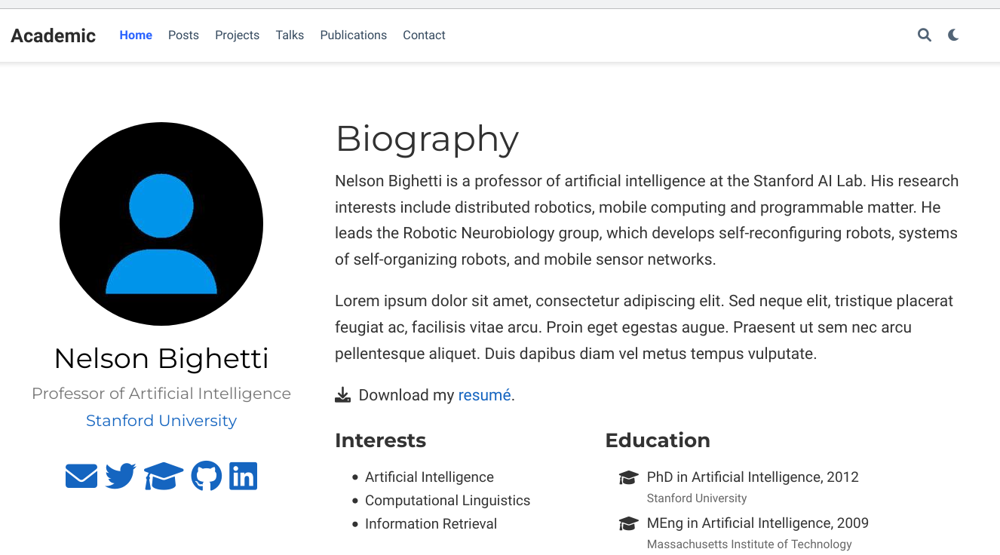 Academic Home Posts Projects Talks Publications Contact
Nelson Bighetti
Professor of Artificial Intelligence
Stanford University
Biography
Nelson Bighetti is a professor of artificial intelligence at the Stanford AI Lab. His research
interests include distributed robotics, mobile computing and programmable matter. He
leads the Robotic Neurobiology group, which develops self-reconfiguring robots, systems
of self-organizing robots, and mobile sensor networks.
Lorem ipsum dolor sit amet, consectetur adipiscing elit. Sed neque elit, tristique placerat
feugiat ac, facilisis vitae arcu. Proin eget egestas augue. Praesent ut sem nec arcu
pellentesque aliquet. Duis dapibus diam vel metus tempus vulputate.
Download my resumé.
Interests
• Artificial Intelligence
• Computational Linguistics
• Information Retrieval
Education
PhD in Artificial Intelligence, 2012
Stanford University
MEng in Artificial Intelligence, 2009
Massachusetts Institute of Technology